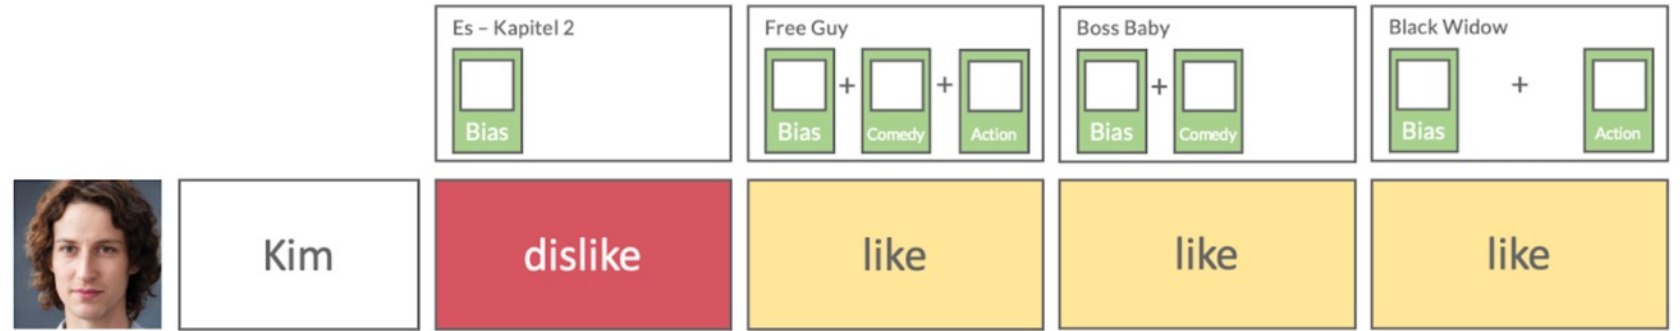 Es – Kapitel 2
Bias
Free Guy
Bias + Comedy + Action
Boss Baby
Bias + Comedy
Black Widow
Bias + Action
Kim
dislike
like
like
like